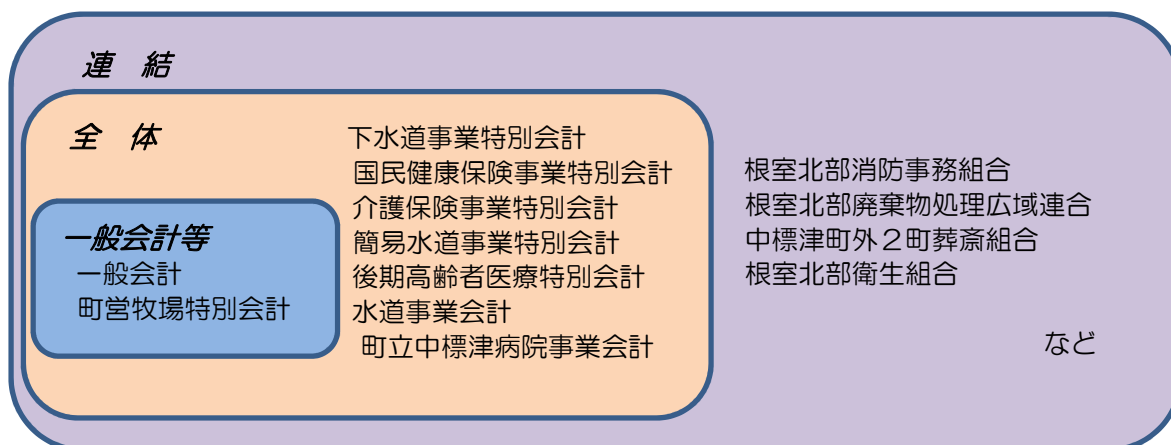 連　結
全　体
一般会計等
一般会計
町営牧場特別会計
下水道事業特別会計
国民健康保険事業特別会計
介護保険事業特別会計
簡易水道事業特別会計
後期高齢者医療特別会計
水道事業会計
町立中標津病院事業会計
根室北部消防事務組合
根室北部廃棄物処理広域連合
中標津町外２町葬斎組合
根室北部衛生組合
など